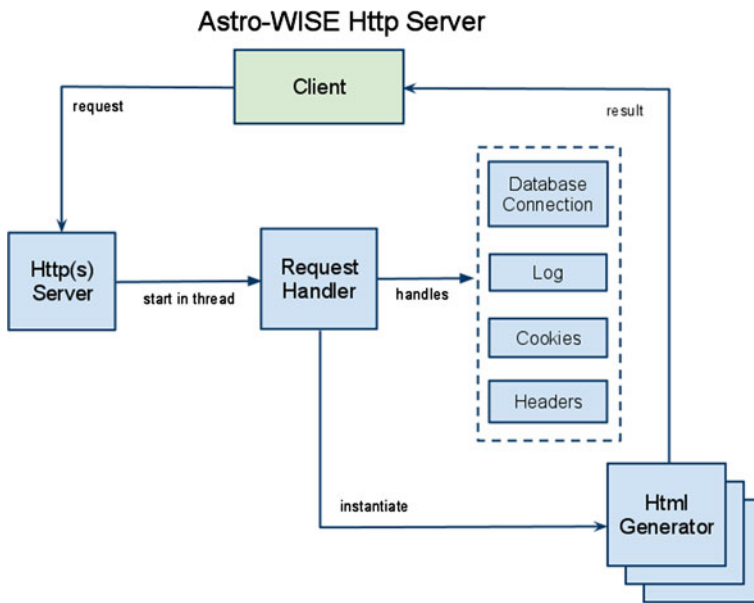 Astro-WISE Http Server
Client
request
result
Database
Connection
Http(s)
Server
start in thread
Request
Handler
handles
Log
Cookies
Headers
instantiate
Html
Generator